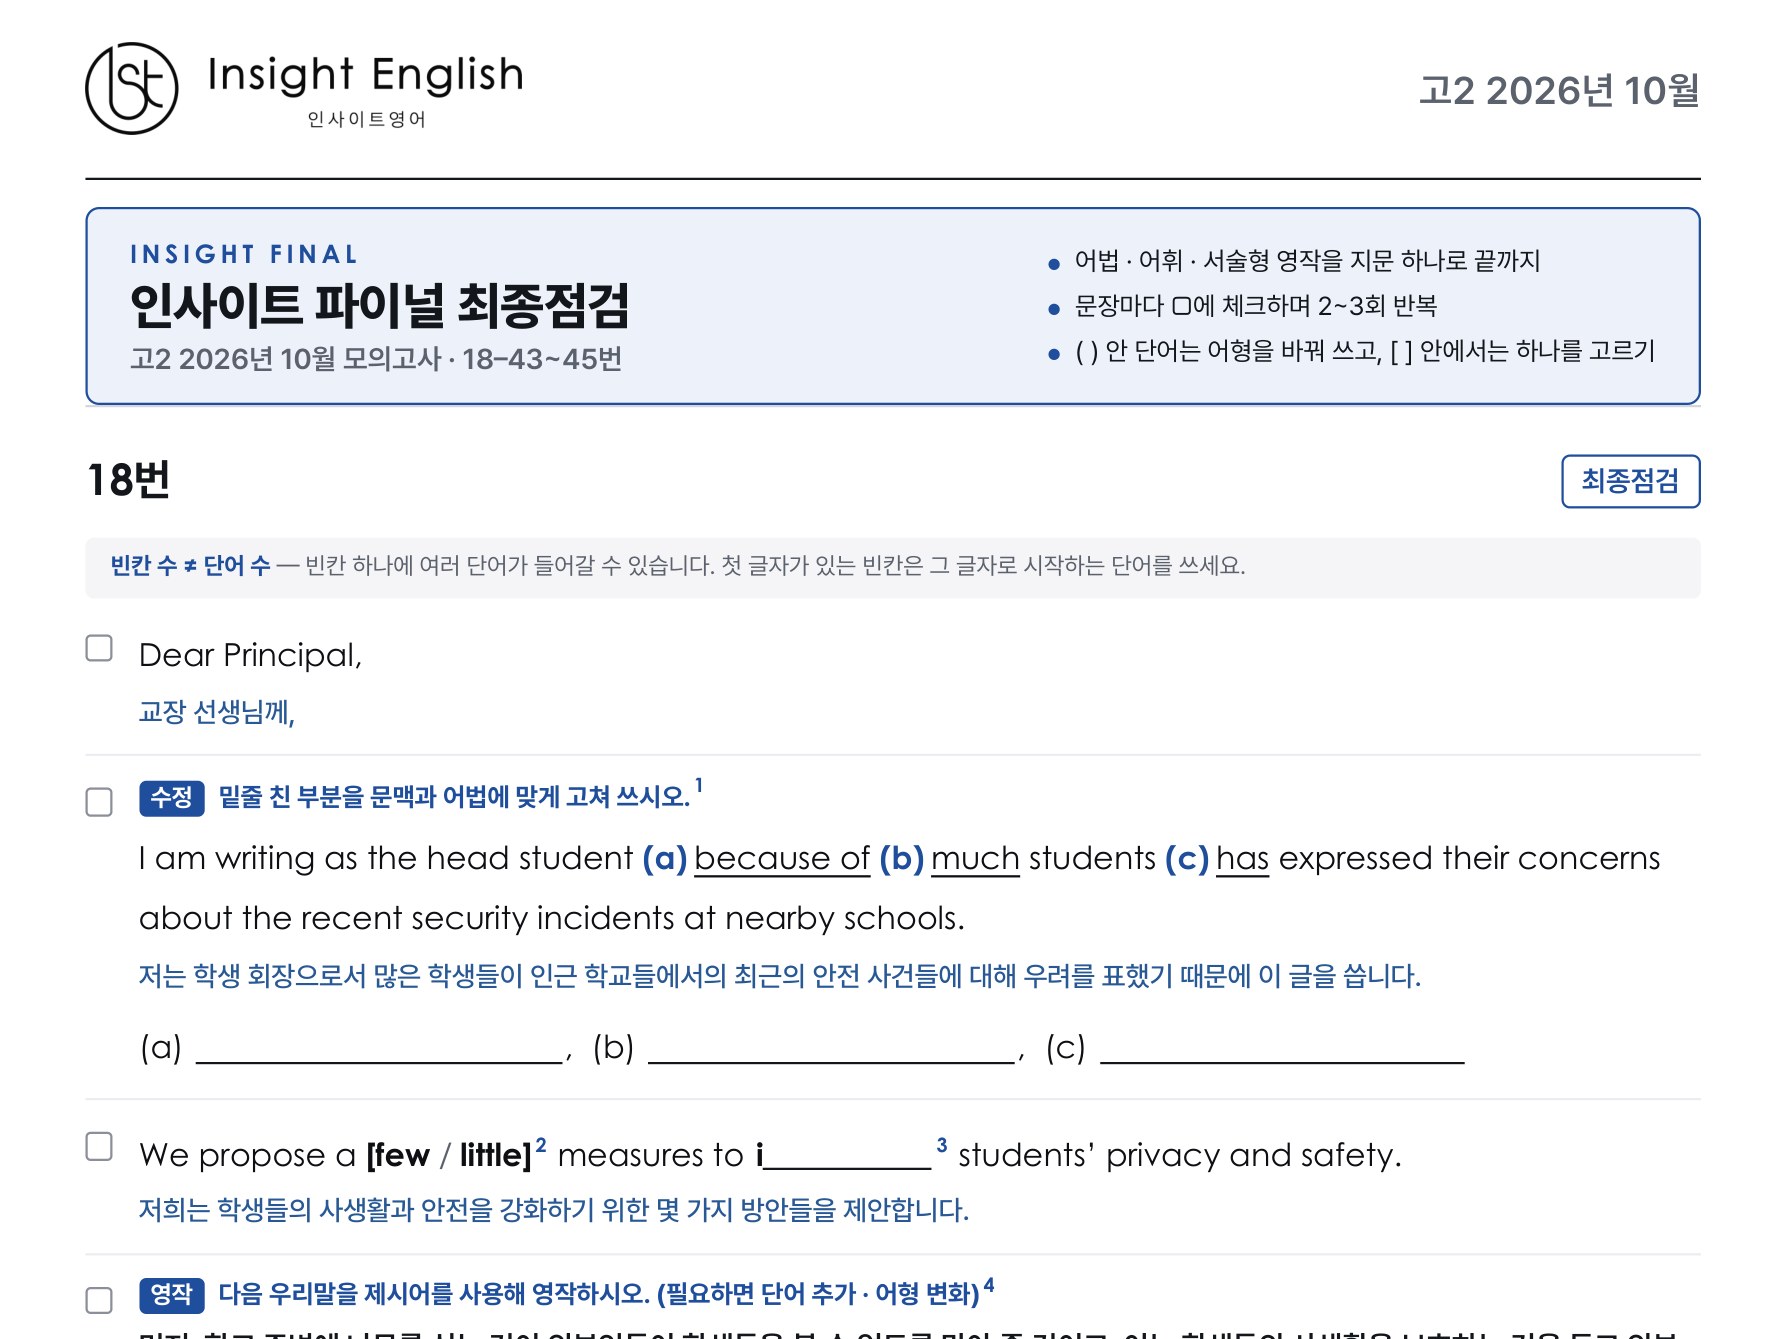 Insight English
인사이트영어
고2 2026년 10월
INSIGHT FINAL
인사이트 파이널 최종점검
고2 2026년 10월 모의고사 · 18–43~45번
● 어법 · 어휘 · 서술형 영작을 지문 하나로 끝까지
● 문장마다 ▢에 체크하며 2~3회 반복
● ( ) 안 단어는 어형을 바꿔 쓰고, [ ] 안에서는 하나를 고르기
18번
최종점검
빈칸 수 ≠ 단어 수 — 빈칸 하나에 여러 단어가 들어갈 수 있습니다. 첫 글자가 있는 빈칸은 그 글자로 시작하는 단어를 쓰세요.
Dear Principal,
교장 선생님께,
수정 밑줄 친 부분을 문맥과 어법에 맞게 고쳐 쓰시오. 1
I am writing as the head student (a) because of (b) much students (c) has expressed their concerns
about the recent security incidents at nearby schools.
저는 학생 회장으로서 많은 학생들이 인근 학교들에서의 최근의 안전 사건들에 대해 우려를 표했기 때문에 이 글을 씁니다.
(a) ____________, (b) ____________, (c) ____________
We propose a [few / little] 2 measures to i__________ 3 students’ privacy and safety.
저희는 학생들의 사생활과 안전을 강화하기 위한 몇 가지 방안들을 제안합니다.
영작 다음 우리말을 제시어를 사용해 영작하시오. (필요하면 단어 추가 · 어형 변화) 4